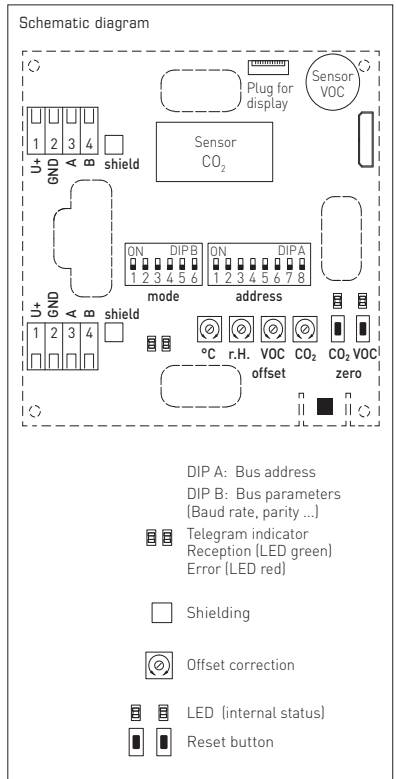 Schematic diagram
Plug for
display
Sensor
VOC
Sensor
CO₂
1 2 3 4
U+ GND A B shield
ON DIP B
1 2 3 4 5 6
mode
ON DIP A
1 2 3 4 5 6 7 8
address
U+ GND A B shield
1 2 3 4
°C r.H. VOC CO₂
offset
CO₂ VOC
zero
DIP A: Bus address
DIP B: Bus parameters
(Baud rate, parity ...)
Telegram indicator
Reception (LED green)
Error (LED red)
Shielding
Offset correction
LED (internal status)
Reset button